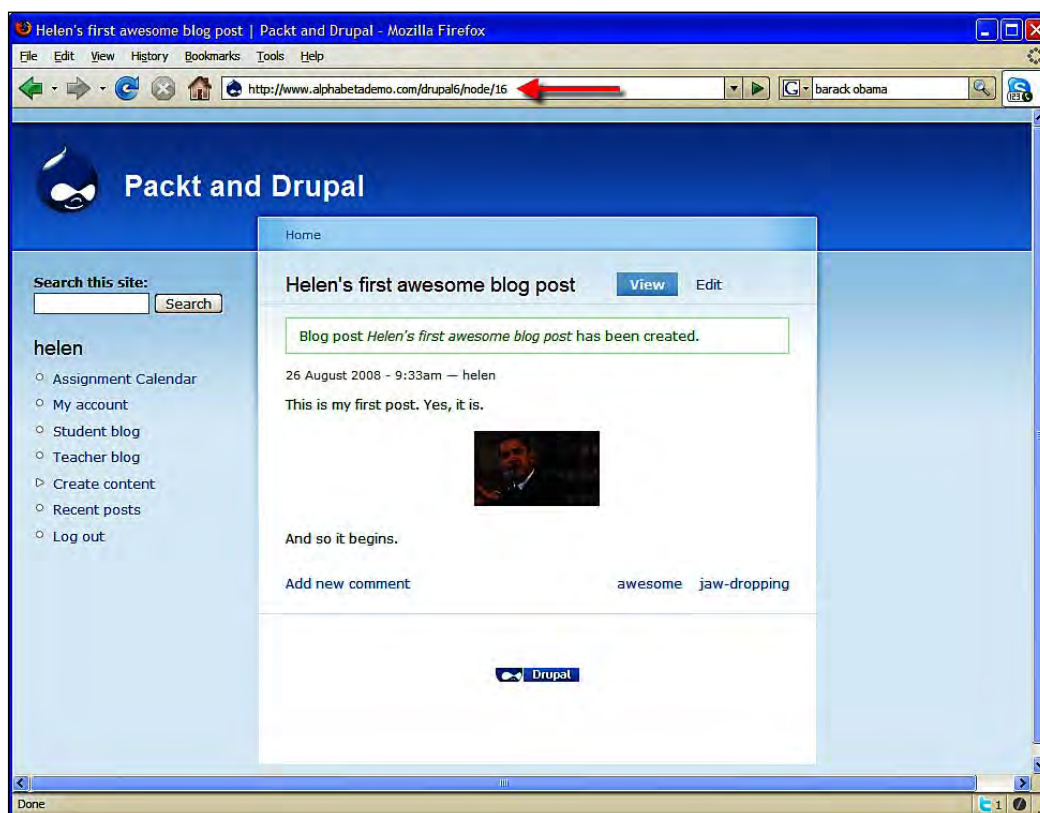 Helen's first awesome blog post | Packt and Drupal - Mozilla Firefox
File Edit View History Bookmarks Tools Help
http://www.alphabetademo.com/drupal6/node/16
G barack obama
123
Packt and Drupal
Home
Search this site:
Search
helen
Assignment Calendar
My account
Student blog
Teacher blog
Create content
Recent posts
Log out
Helen's first awesome blog post View Edit
Blog post Helen's first awesome blog post has been created.
26 August 2008 - 9:33am — helen
This is my first post. Yes, it is.
And so it begins.
Add new comment awesome jaw-dropping
Drupal
Done
1